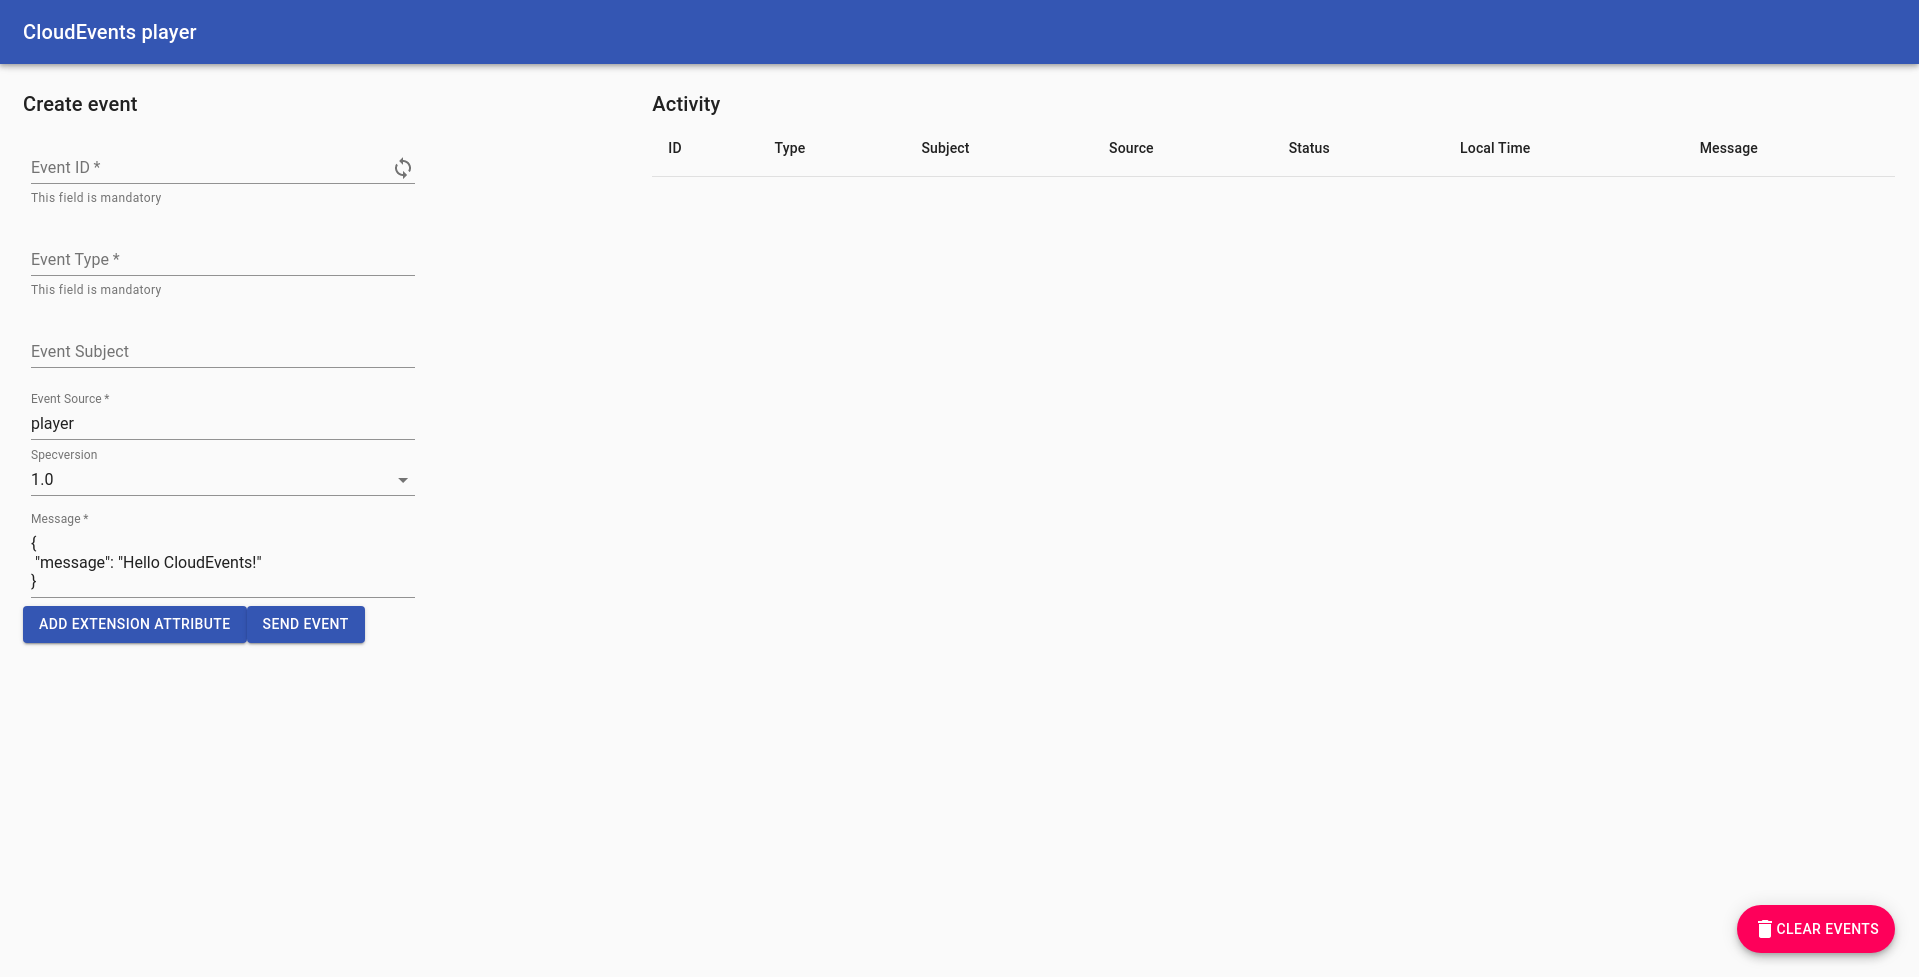 CloudEvents player
Create event
Event ID *
This field is mandatory
Event Type *
This field is mandatory
Event Subject
Event Source *
player
Specversion
1.0
Message *
{
"message": "Hello CloudEvents!"
}
ADD EXTENSION ATTRIBUTE SEND EVENT
Activity
ID Type Subject Source Status Local Time Message
CLEAR EVENTS